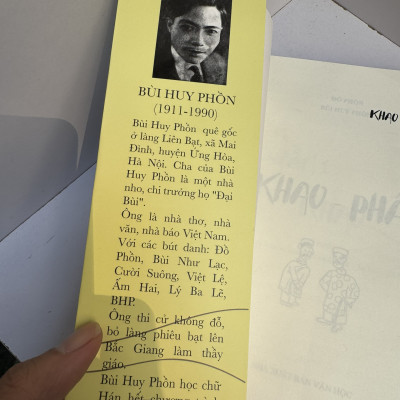 BÙI HUY PHỒN
(1911-1990)
Bùi Huy Phồn quê gốc
ở làng Liên Bạt, xã Mai
Đình, huyện Ứng Hòa,
Hà Nội. Cha của Bùi
Huy Phồn là một nhà
nho, chi trưởng họ "Đại
Bùi".
Ông là nhà thơ, nhà
văn, nhà báo Việt Nam.
Với các bút danh: Đồ
Phồn, Bùi Như Lạc,
Cười Suông, Việt Lệ,
Ấm Hai, Lý Ba Lẽ,
BHP.
Ông thi cử không đỗ,
bỏ làng phiêu bạt lên
Bắc Giang làm thầy
giáo.
Bùi Huy Phồn học chữ
KHAO
KHAO